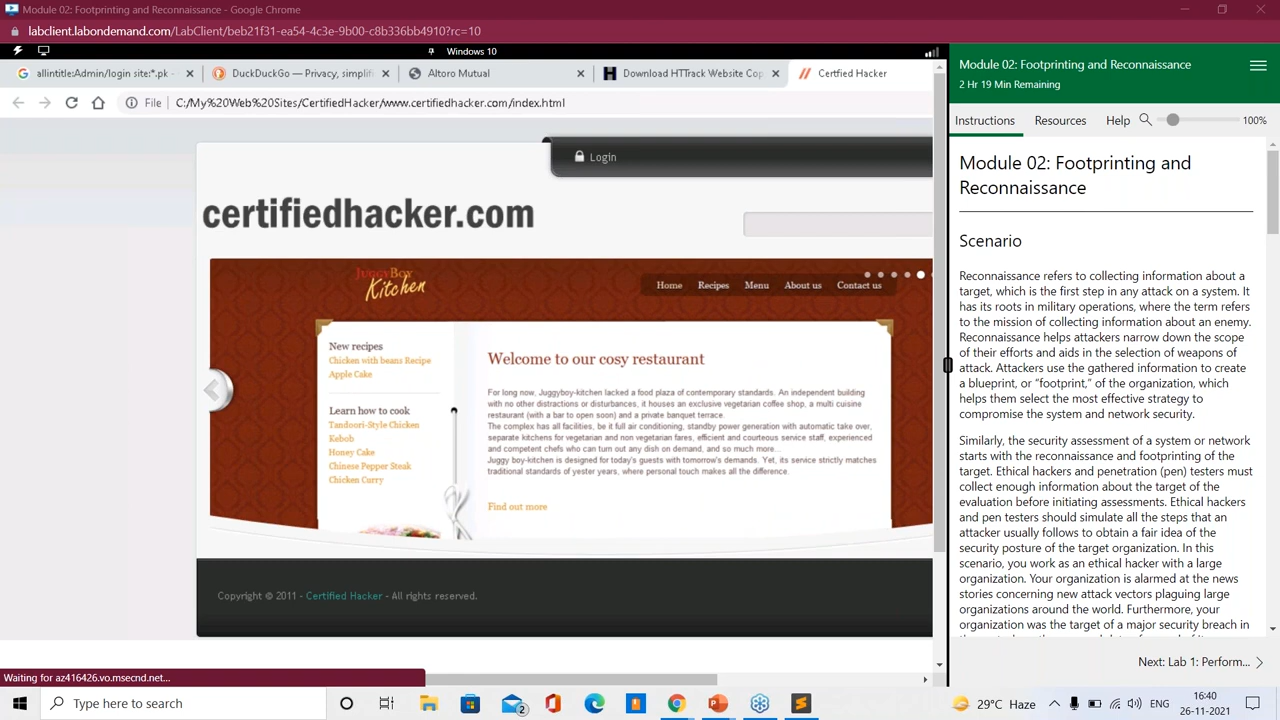 Module 02: Footprinting and Reconnaissance - Google Chrome
labclient.labondemand.com/LabClient/beb21f31-ea54-4c3e-9b00-c8b336bb4910?rc=10
Windows 10
allintitle:Admin/login site:*.pk -
DuckDuckGo — Privacy, simplifi
Altoro Mutual
Download HTTrack Website Cop
Certfied Hacker
File
C:/My%20Web%20Sites/CertifiedHacker/www.certifiedhacker.com/index.html
Login
certifiedhacker.com
JuggyBoy
Kitchen
Home
Recipes
Menu
About us
Contact us
New recipes
Chicken with beans Recipe
Apple Cake
Learn how to cook
Tandoori-Style Chicken
Kebob
Honey Cake
Chinese Pepper Steak
Chicken Curry
Welcome to our cosy restaurant
For long now, Juggyboy-kitchen lacked a food plaza of contemporary standards. An independent building
with no other distractions or disturbances, it houses an exclusive vegetarian coffee shop, a multi cuisine
restaurant (with a bar to open soon) and a private banquet terrace.
The complex has all facilities, be it full air conditioning, standby power generation with automatic take over,
separate kitchens for vegetarian and non vegetarian fares, efficient and courteous service staff, experienced
and competent chefs who can turn out any dish on demand, and so much more...
Juggy boy-kitchen is designed for today's guests with tomorrow's demands. Yet, its service strictly matches
traditional standards of yester years, where personal touch makes all the difference.
Find out more
Copyright © 2011 - Certified Hacker - All rights reserved.
Waiting for az416426.vo.msecnd.net...
Module 02: Footprinting and Reconnaissance
2 Hr 19 Min Remaining
Instructions
Resources
Help
100%
Module 02: Footprinting and
Reconnaissance
Scenario
Reconnaissance refers to collecting information about a
target, which is the first step in any attack on a system. It
has its roots in military operations, where the term refers
to the mission of collecting information about an enemy.
Reconnaissance helps attackers narrow down the scope
of their efforts and aids in the selection of weapons of
attack. Attackers use the gathered information to create
a blueprint, or “footprint,” of the organization, which
helps them select the most effective strategy to
compromise the system and network security.
Similarly, the security assessment of a system or network
starts with the reconnaissance and footprinting of the
target. Ethical hackers and penetration (pen) testers must
collect enough information about the target of the
evaluation before initiating assessments. Ethical hackers
and pen testers should simulate all the steps that an
attacker usually follows to obtain a fair idea of the
security posture of the target organization. In this
scenario, you work as an ethical hacker with a large
organization. Your organization is alarmed at the news
stories concerning new attack vectors plaguing large
organizations around the world. Furthermore, your
organization was the target of a major security breach in
Next: Lab 1: Perform...
Type here to search
2
29°C Haze
ENG
16:40
26-11-2021